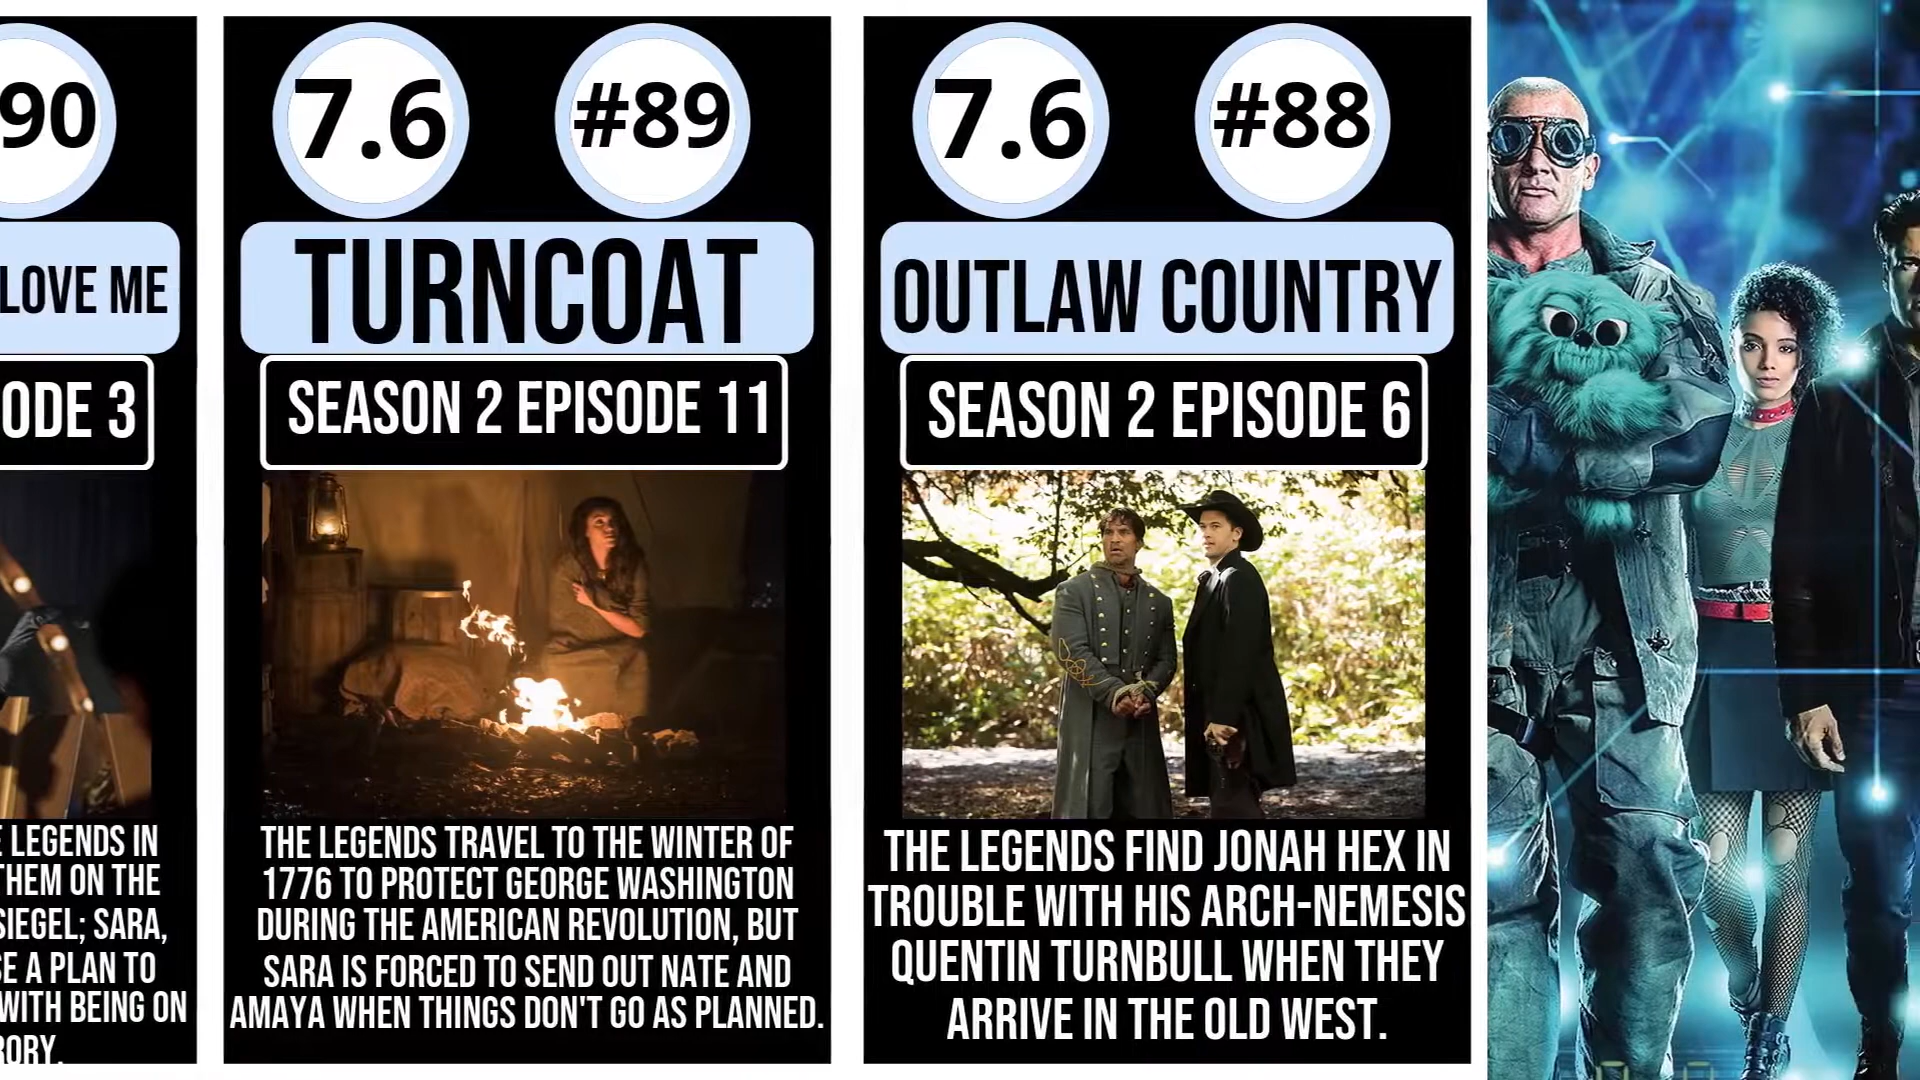 90
LOVE ME
ODE 3
E LEGENDS IN
THEM ON THE
SIEGEL; SARA,
SE A PLAN TO
WITH BEING ON
RORY.
7.6
#89
TURNCOAT
SEASON 2 EPISODE 11
THE LEGENDS TRAVEL TO THE WINTER OF
1776 TO PROTECT GEORGE WASHINGTON
DURING THE AMERICAN REVOLUTION, BUT
SARA IS FORCED TO SEND OUT NATE AND
AMAYA WHEN THINGS DON'T GO AS PLANNED.
7.6
#88
OUTLAW COUNTRY
SEASON 2 EPISODE 6
THE LEGENDS FIND JONAH HEX IN
TROUBLE WITH HIS ARCH-NEMESIS
QUENTIN TURNBULL WHEN THEY
ARRIVE IN THE OLD WEST.